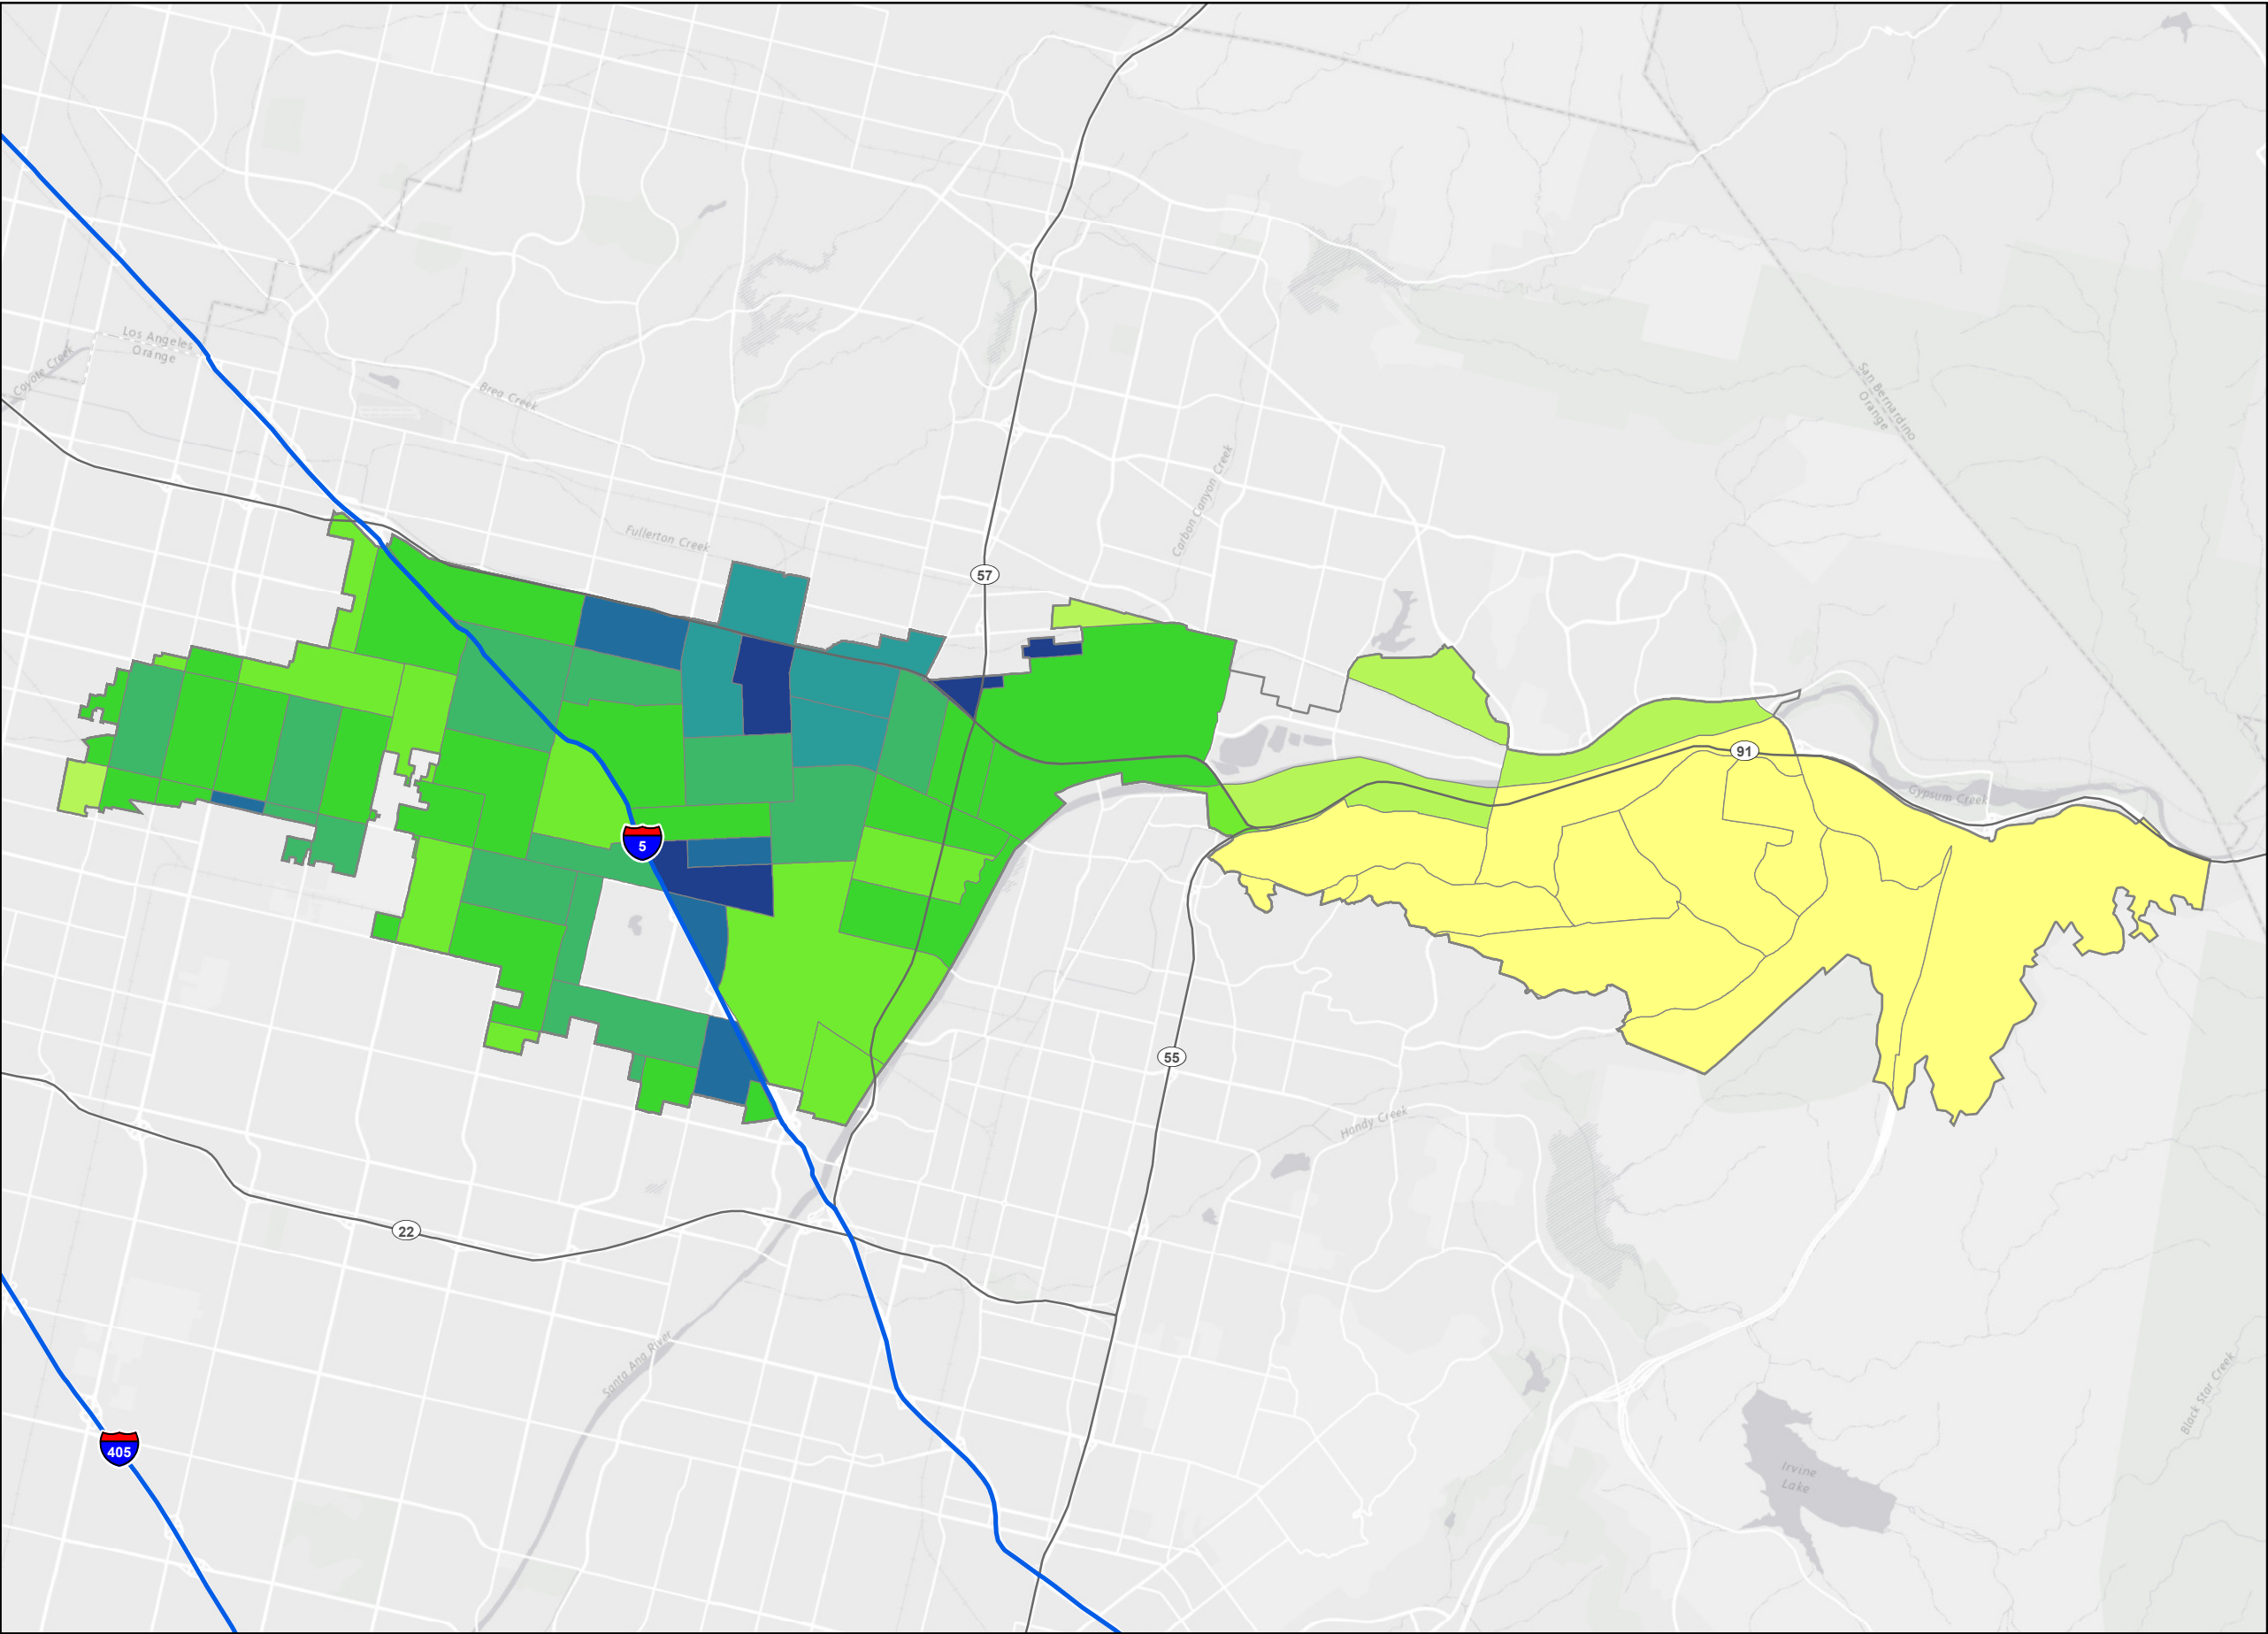 Los Angeles
Orange
Coyote Creek
Brea Creek
San Bernardino
Orange
Carbon Canyon Creek
Fullerton Creek
57
91
Gypsum Creek
5
55
Handy Creek
22
Santa Ana River
Black Star Creek
405
Irvine
Lake